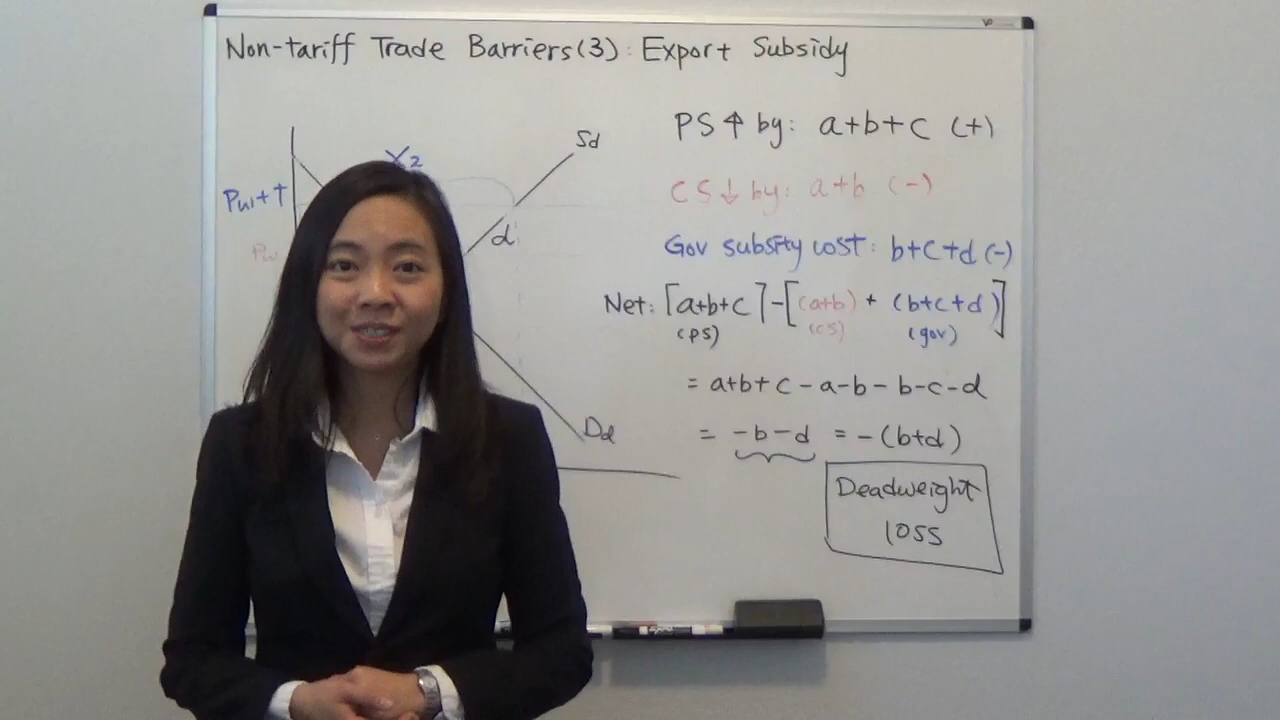 Non-tariff Trade Barriers(3): Export Subsidy
Sd
X2
Pw+T
Pw
d
Dd
PS ↑ by: a+b+c (+)
CS ↓ by: a+b (-)
Gov subsity cost: b+c+d (-)
Net: [a+b+c]-[(a+b) + (b+c+d)]
(PS) (CS) (gov)
= a+b+c-a-b-b-c-d
= -b-d = -(b+d)
Deadweight
loss